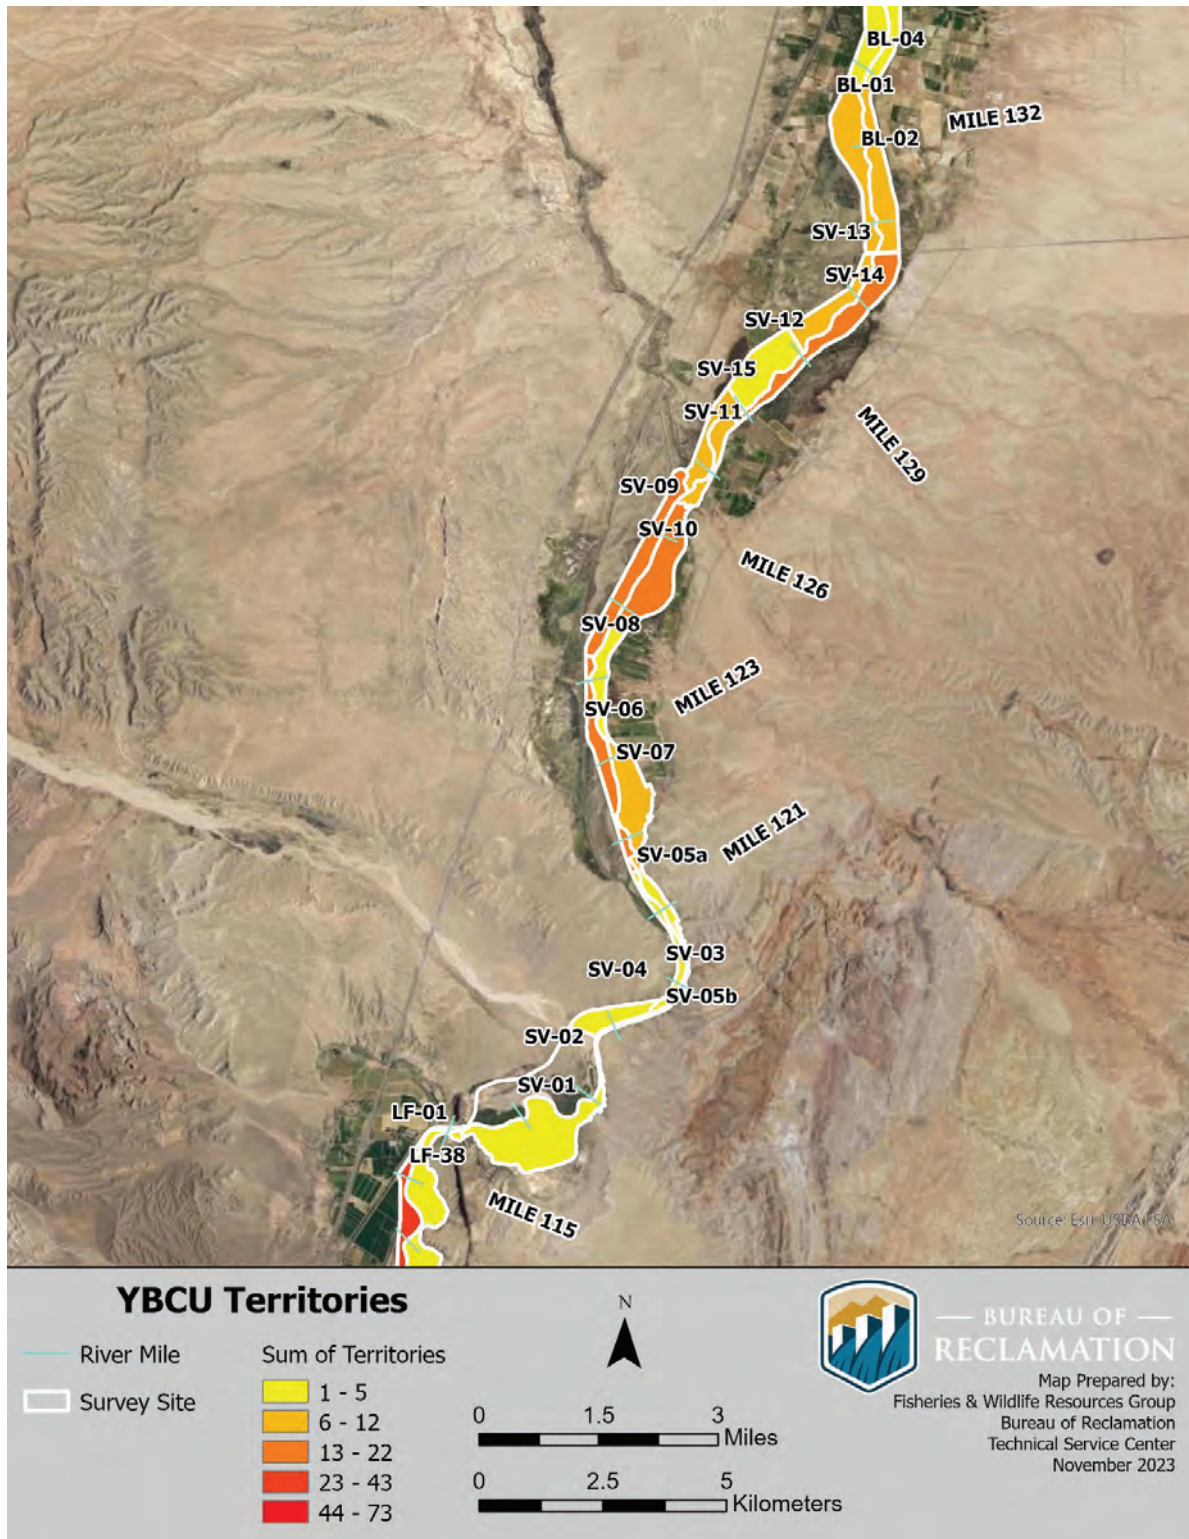 BL-04
BL-01
MILE 132
BL-02
SV-13
SV-14
SV-12
SV-15
SV-11
MILE 129
SV-09
SV-10
MILE 126
SV-08
MILE 123
SV-06
SV-07
MILE 121
SV-05a
SV-03
SV-04
SV-05b
SV-02
SV-01
LF-01
LF-38
MILE 115
Source: Esri, USDA FSA
YBCU Territories
River Mile
Survey Site
Sum of Territories
1 - 5
6 - 12
13 - 22
23 - 43
44 - 73
N
0 1.5 3
Miles
0 2.5 5
Kilometers
BUREAU OF
RECLAMATION
Map Prepared by:
Fisheries & Wildlife Resources Group
Bureau of Reclamation
Technical Service Center
November 2023